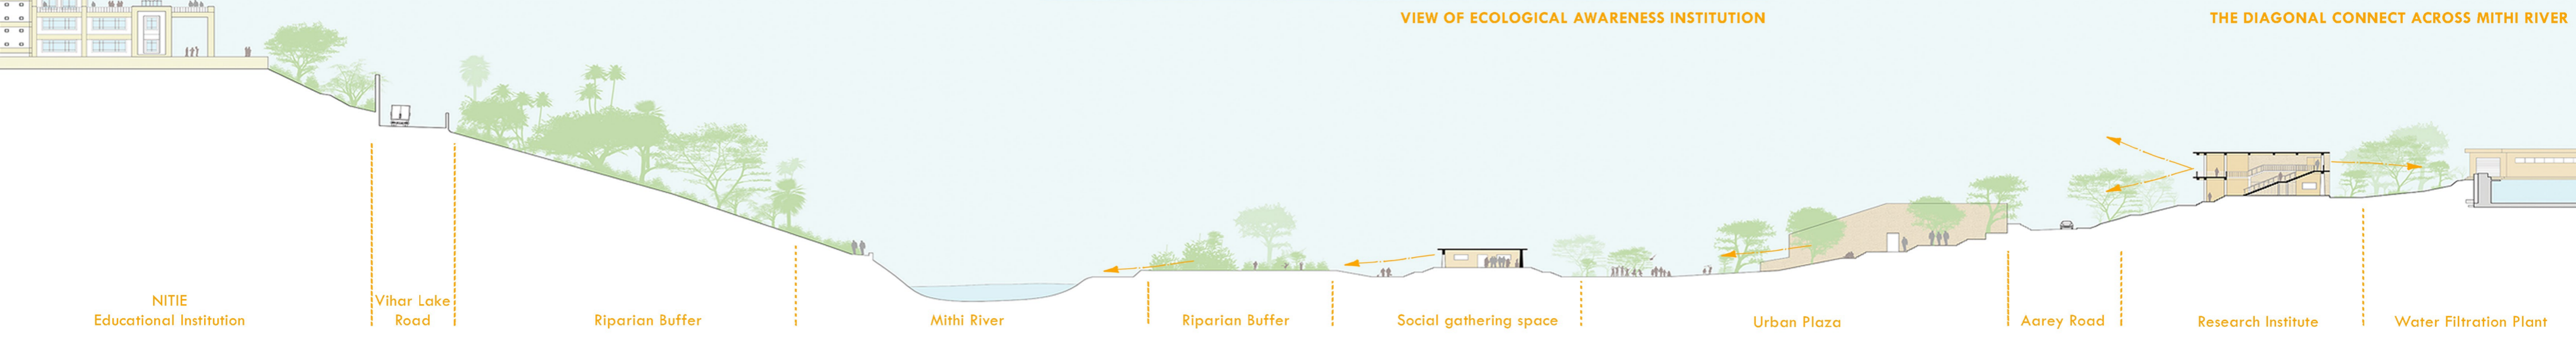 VIEW OF ECOLOGICAL AWARENESS INSTITUTION
THE DIAGONAL CONNECT ACROSS MITHI RIVER
NITIE
Educational Institution
Vihar Lake
Road
Riparian Buffer
Mithi River
Riparian Buffer
Social gathering space
Urban Plaza
Aarey Road
Research Institute
Water Filtration Plant